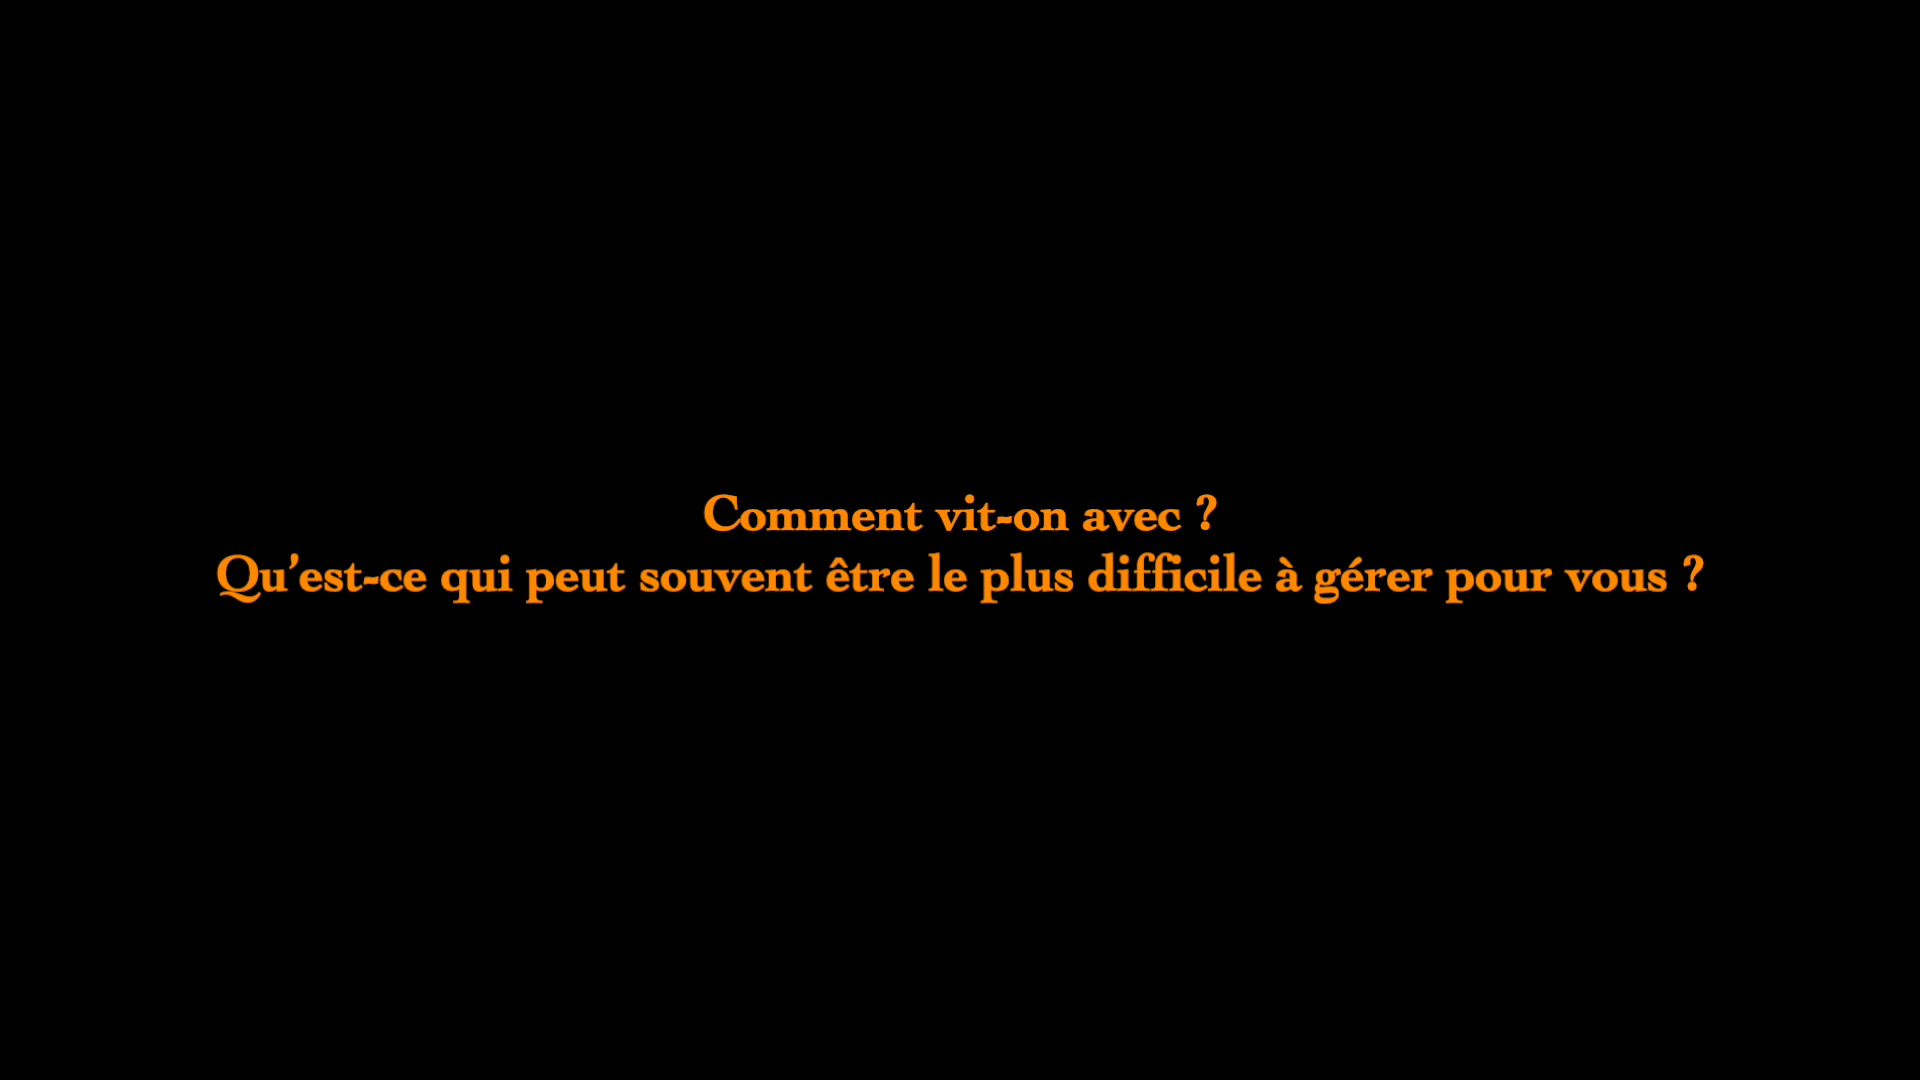 Comment vit-on avec ?
Qu’est-ce qui peut souvent être le plus difficile à gérer pour vous ?